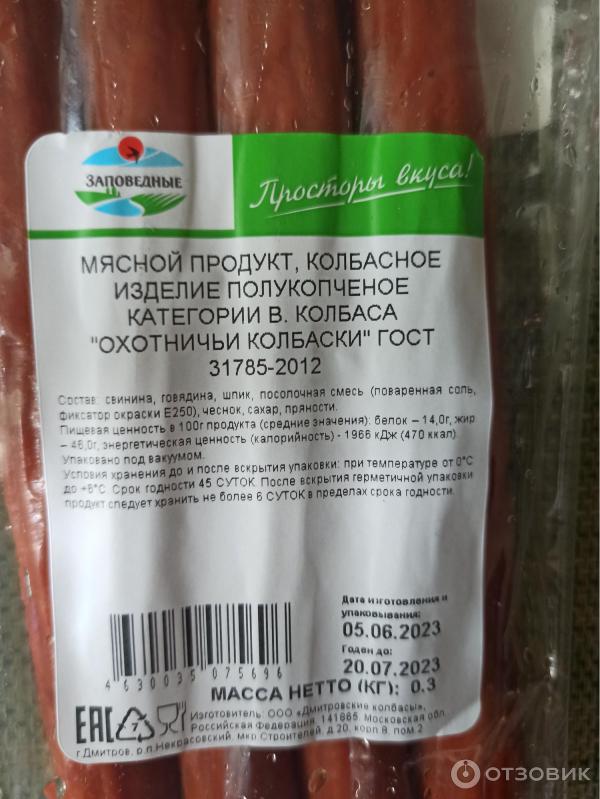 ЗАПОВЕДНЫЕ
Просторы вкуса!
МЯСНОЙ ПРОДУКТ, КОЛБАСНОЕ
ИЗДЕЛИЕ ПОЛУКОПЧЕНОЕ
КАТЕГОРИИ В. КОЛБАСА
"ОХОТНИЧЬИ КОЛБАСКИ" ГОСТ
31785-2012
Состав: свинина, говядина, шпик, посолочная смесь (поваренная соль,
фиксатор окраски Е250), чеснок, сахар, пряности.
Пищевая ценность в 100г продукта (средние значения): белок – 14,0г, жир
– 46,0г, энергетическая ценность (калорийность) - 1966 кДж (470 ккал).
Упаковано под вакуумом.
Условия хранения до и после вскрытия упаковки: при температуре от 0°С
до +6°С. Срок годности 45 СУТОК. После вскрытия герметичной упаковки
продукт следует хранить не более 6 СУТОК в пределах срока годности.
Дата изготовления и
упаковывания:
05.06.2023
Годен до:
20.07.2023
4630035075696
МАССА НЕТТО (КГ): 0.3
EAC
7
Изготовитель: ООО «Дмитровские колбасы»,
Российская Федерация, 141865, Московская обл.,
г.Дмитров, р.п.Некрасовский, мкр Строителей, д.20, корп В, пом 2
ОТЗОВИК